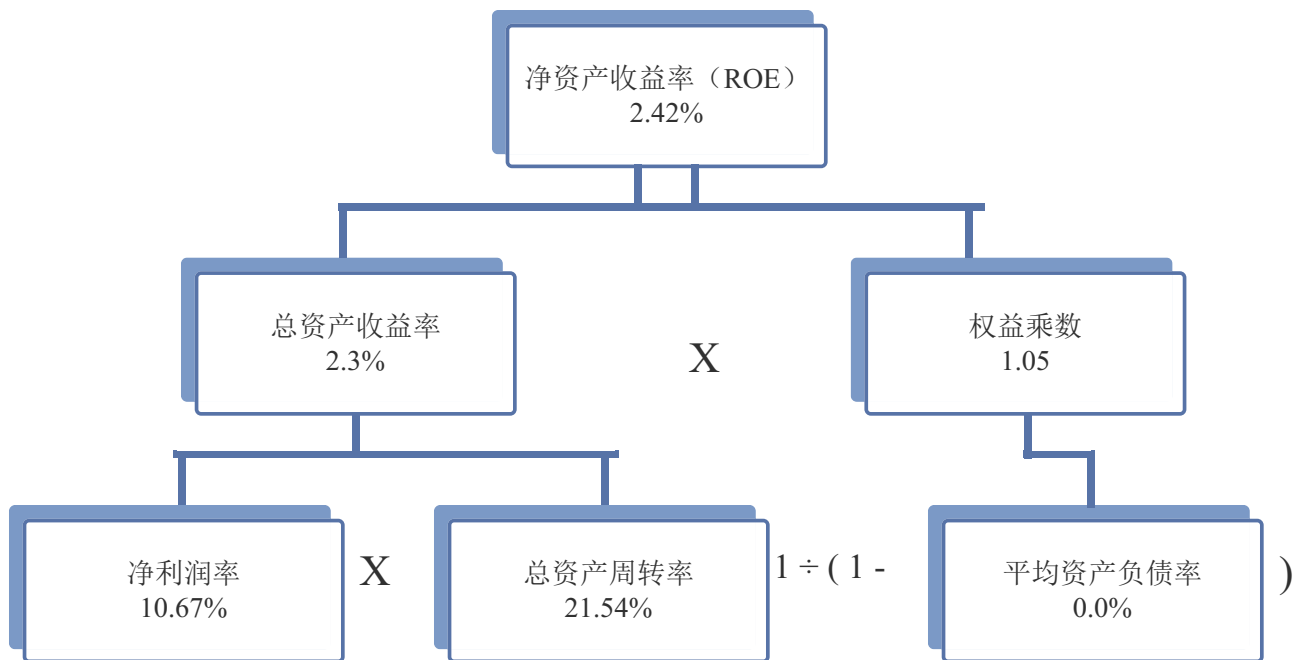 净资产收益率（ROE）
2.42%
总资产收益率
2.3%
X
权益乘数
1.05
净利润率
10.67%
X
总资产周转率
21.54%
1 ÷ ( 1 -
平均资产负债率
0.0%
)